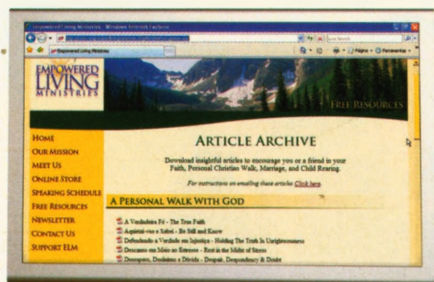 Empowered Living Ministries - Windows Internet Explorer
Live Search
Empowered Living Ministries
Página
Ferramentas
EMPOWERED
LIVING
MINISTRIES
FREE RESOURCES
HOME
OUR MISSION
MEET US
ONLINE STORE
SPEAKING SCHEDULE
FREE RESOURCES
NEWSLETTER
CONTACT US
SUPPORT ELM
ARTICLE ARCHIVE
Download insightful articles to encourage you or a friend in your
Faith, Personal Christian Walk, Marriage, and Child Rearing.
For instructions on emailing these articles Click here.
A PERSONAL WALK WITH GOD
A Verdadeira Fé - The True Faith
Aquietai-vos e Sabei - Be Still and Know
Defendendo a Verdade em Injustiça - Holding The Truth In Unrighteousness
Descanso em Meio ao Estresse - Rest in the Midst of Stress
Desespero, Desânimo e Dúvida - Despair, Despondency & Doubt